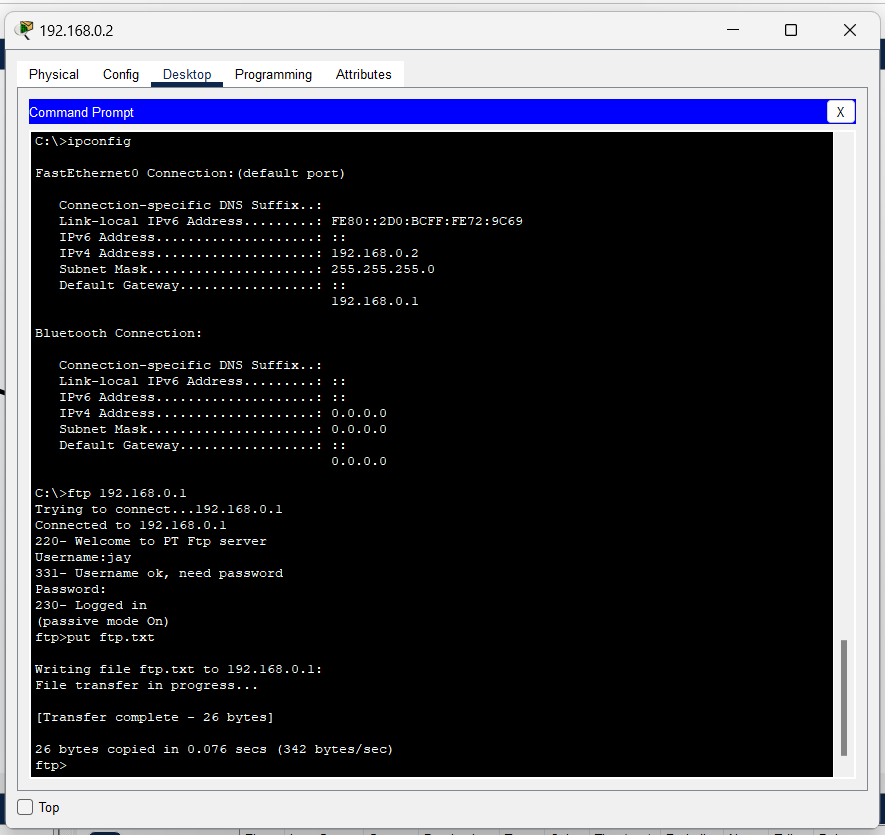 192.168.0.2
Physical Config Desktop Programming Attributes
Command Prompt X
C:\>ipconfig
FastEthernet0 Connection:(default port)
Connection-specific DNS Suffix..:
Link-local IPv6 Address.........: FE80::2D0:BCFF:FE72:9C69
IPv6 Address....................: ::
IPv4 Address....................: 192.168.0.2
Subnet Mask.....................: 255.255.255.0
Default Gateway.................: ::
192.168.0.1
Bluetooth Connection:
Connection-specific DNS Suffix..:
Link-local IPv6 Address.........: ::
IPv6 Address....................: ::
IPv4 Address....................: 0.0.0.0
Subnet Mask.....................: 0.0.0.0
Default Gateway.................: ::
0.0.0.0
C:\>ftp 192.168.0.1
Trying to connect...192.168.0.1
Connected to 192.168.0.1
220- Welcome to PT Ftp server
Username:jay
331- Username ok, need password
Password:
230- Logged in
(passive mode On)
ftp>put ftp.txt
Writing file ftp.txt to 192.168.0.1:
File transfer in progress...
[Transfer complete - 26 bytes]
26 bytes copied in 0.076 secs (342 bytes/sec)
ftp>
Top